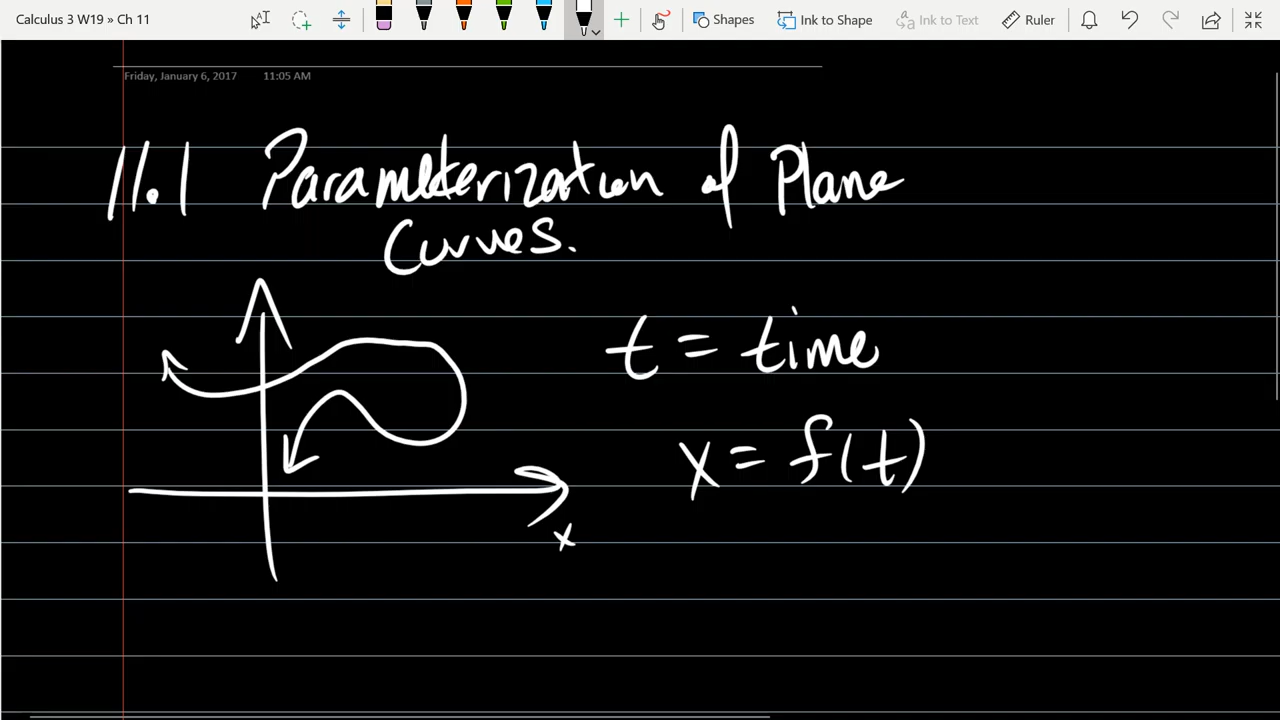 Calculus 3 W19 » Ch 11
Shapes
Ink to Shape
Ink to Text
Ruler
Friday, January 6, 2017 11:05 AM
11.1 Parameterization of Plane
Curves.
t = time
x = f(t)
x